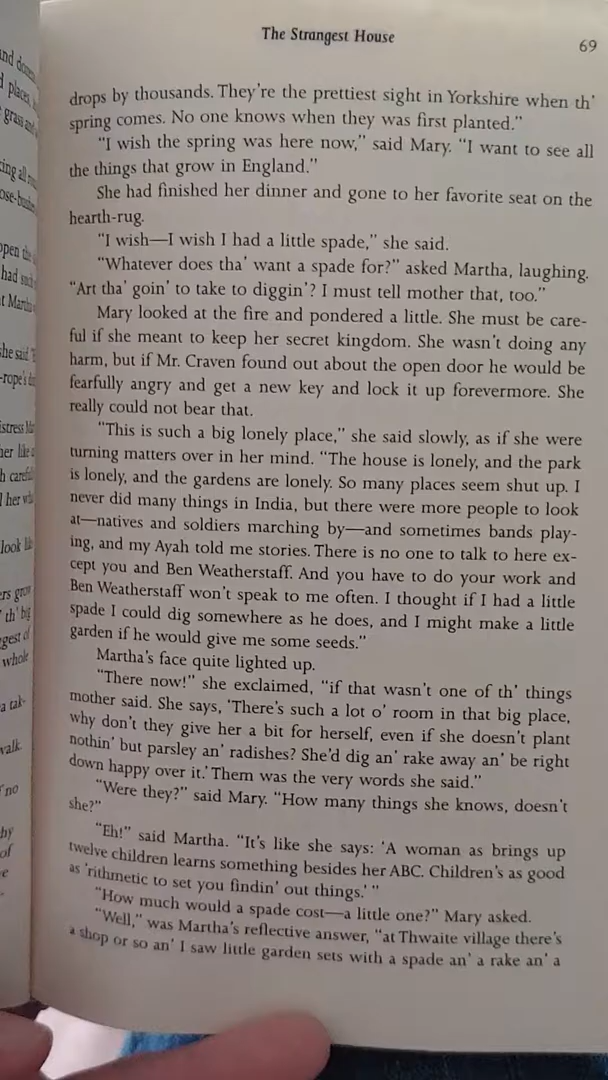 The Strangest House
69
drops by thousands. They're the prettiest sight in Yorkshire when th'
spring comes. No one knows when they was first planted."
"I wish the spring was here now," said Mary. "I want to see all
the things that grow in England."
She had finished her dinner and gone to her favorite seat on the
hearth-rug.
"I wish—I wish I had a little spade," she said.
"Whatever does tha' want a spade for?" asked Martha, laughing.
"Art tha' goin' to take to diggin'? I must tell mother that, too."
Mary looked at the fire and pondered a little. She must be care-
ful if she meant to keep her secret kingdom. She wasn't doing any
harm, but if Mr. Craven found out about the open door he would be
fearfully angry and get a new key and lock it up forevermore. She
really could not bear that.
"This is such a big lonely place," she said slowly, as if she were
turning matters over in her mind. "The house is lonely, and the park
is lonely, and the gardens are lonely. So many places seem shut up. I
never did many things in India, but there were more people to look
at—natives and soldiers marching by—and sometimes bands play-
ing, and my Ayah told me stories. There is no one to talk to here ex-
cept you and Ben Weatherstaff. And you have to do your work and
Ben Weatherstaff won't speak to me often. I thought if I had a little
spade I could dig somewhere as he does, and I might make a little
garden if he would give me some seeds."
Martha's face quite lighted up.
"There now!" she exclaimed, "if that wasn't one of th' things
mother said. She says, 'There's such a lot o' room in that big place,
why don't they give her a bit for herself, even if she doesn't plant
nothin' but parsley an' radishes? She'd dig an' rake away an' be right
down happy over it.' Them was the very words she said."
"Were they?" said Mary. "How many things she knows, doesn't
she?"
"Eh!" said Martha. "It's like she says: 'A woman as brings up
twelve children learns something besides her ABC. Children's as good
as 'rithmetic to set you findin' out things.' "
"How much would a spade cost—a little one?" Mary asked.
"Well," was Martha's reflective answer, "at Thwaite village there's
a shop or so an' I saw little garden sets with a spade an' a rake an' a